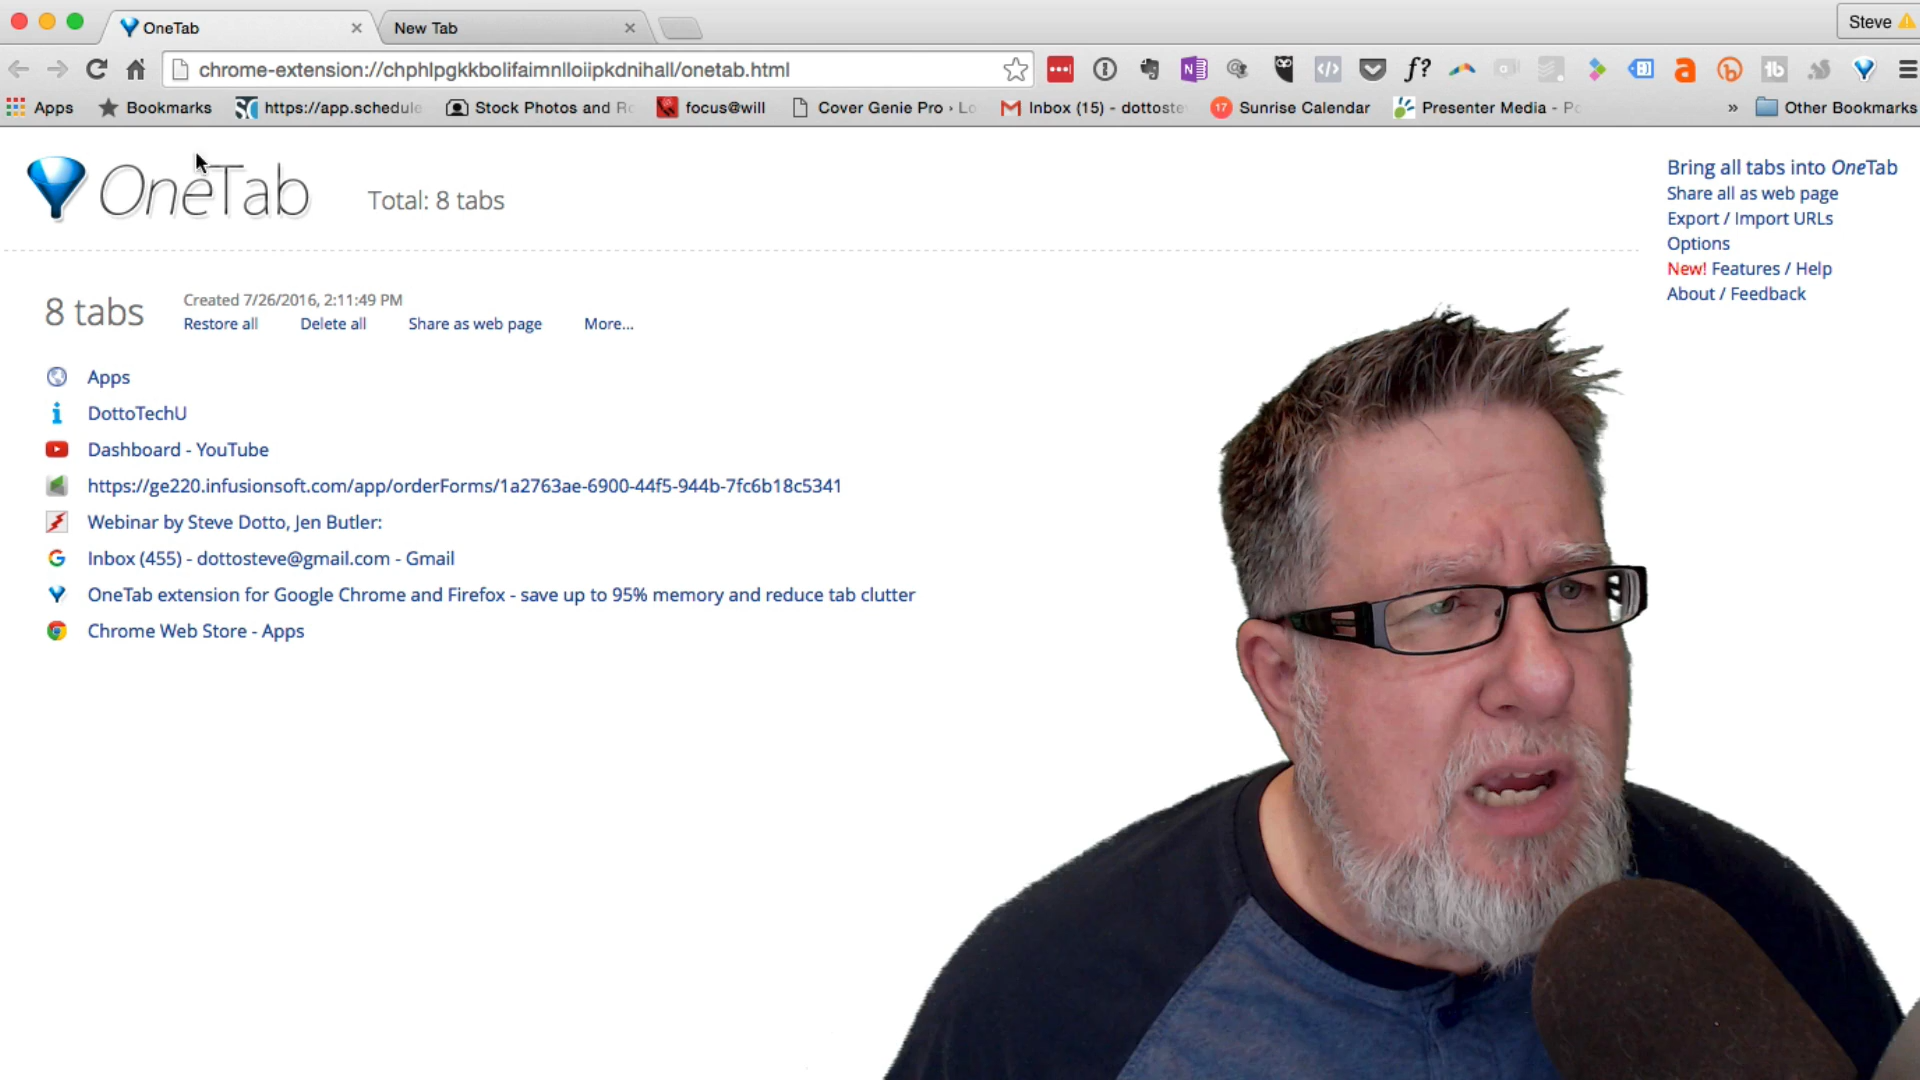 OneTab
New Tab
Steve
chrome-extension://chphlpgkkbolifaimnlloiipkdnihall/onetab.html
Apps
Bookmarks
https://app.schedule
Stock Photos and R
focus@will
Cover Genie Pro › Lo
Inbox (15) - dottoste
17
Sunrise Calendar
Presenter Media - P
»
Other Bookmarks
OneTab
Total: 8 tabs
Bring all tabs into OneTab
Share all as web page
Export / Import URLs
Options
New! Features / Help
About / Feedback
8 tabs
Created 7/26/2016, 2:11:49 PM
Restore all
Delete all
Share as web page
More...
Apps
DottoTechU
Dashboard - YouTube
https://ge220.infusionsoft.com/app/orderForms/1a2763ae-6900-44f5-944b-7fc6b18c5341
Webinar by Steve Dotto, Jen Butler:
Inbox (455) - dottosteve@gmail.com - Gmail
OneTab extension for Google Chrome and Firefox - save up to 95% memory and reduce tab clutter
Chrome Web Store - Apps